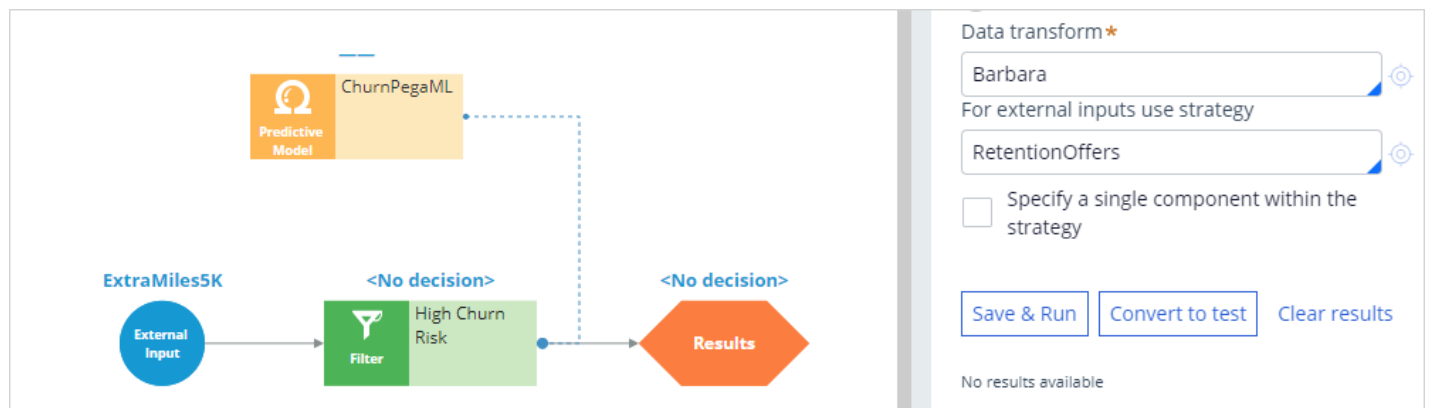 ChurnPegaML
Predictive
Model
ExtraMiles5K
External
Input
<No decision>
High Churn
Risk
Filter
<No decision>
Results
Data transform★
Barbara
For external inputs use strategy
RetentionOffers
Specify a single component within the
strategy
Save & Run
Convert to test
Clear results
No results available